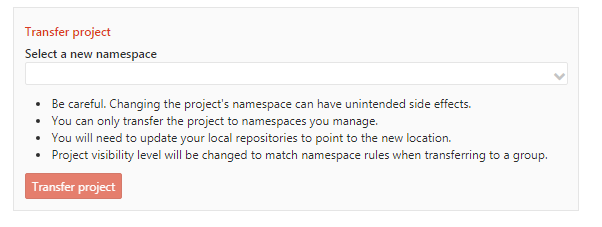 Transfer project
Select a new namespace
Be careful. Changing the project's namespace can have unintended side effects.
You can only transfer the project to namespaces you manage.
You will need to update your local repositories to point to the new location.
Project visibility level will be changed to match namespace rules when transferring to a group.
Transfer project